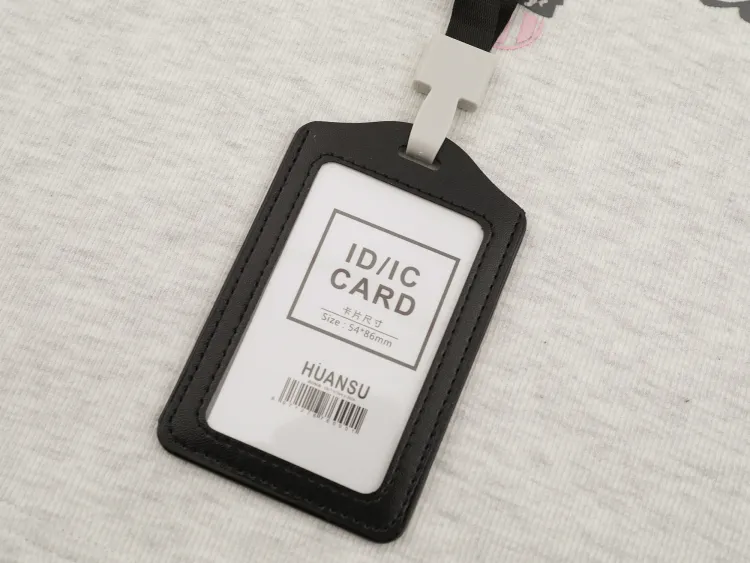 ID/IC
CARD
卡片尺寸
Size : 54*86mm
HUANSU